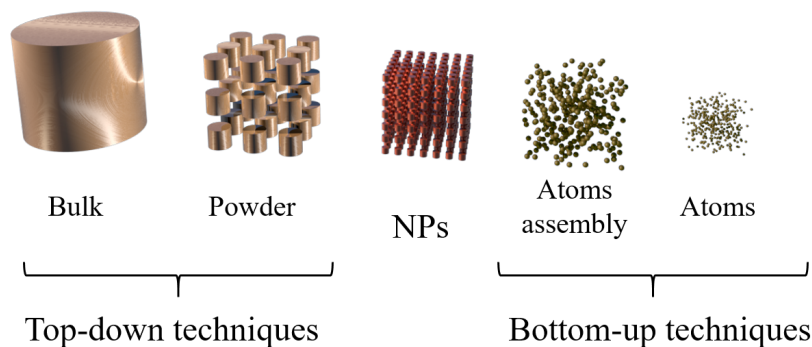 Bulk
Powder
NPs
Atoms
assembly
Atoms
Top-down techniques
Bottom-up techniques